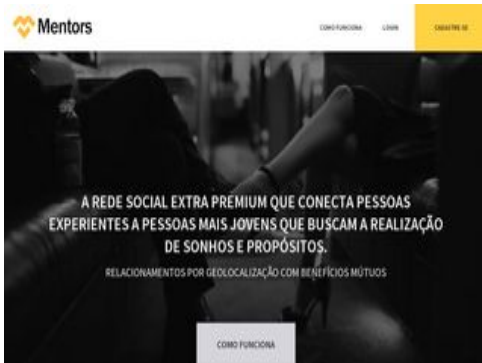 Mentors
COMO FUNCIONA LOGIN CADASTRE-SE
A REDE SOCIAL EXTRA PREMIUM QUE CONECTA PESSOAS
EXPERIENTES A PESSOAS MAIS JOVENS QUE BUSCAM A REALIZAÇÃO
DE SONHOS E PROPÓSITOS.
RELACIONAMENTOS POR GEOLOCALIZAÇÃO COM BENEFÍCIOS MÚTUOS
COMO FUNCIONA